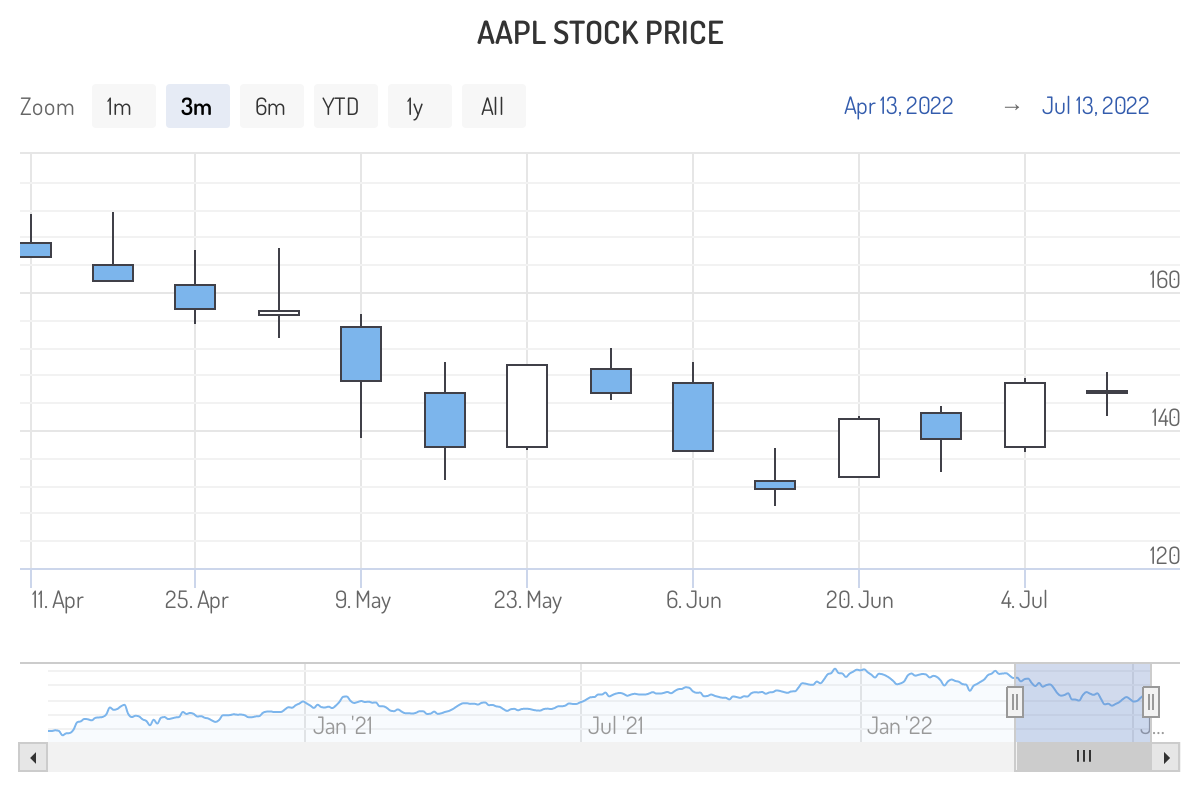 AAPL STOCK PRICE
Zoom 1m 3m 6m YTD 1y All Apr 13, 2022 → Jul 13, 2022
160
140
120
11. Apr 25. Apr 9. May 23. May 6. Jun 20. Jun 4. Jul
Jan '21 Jul '21 Jan '22 J...